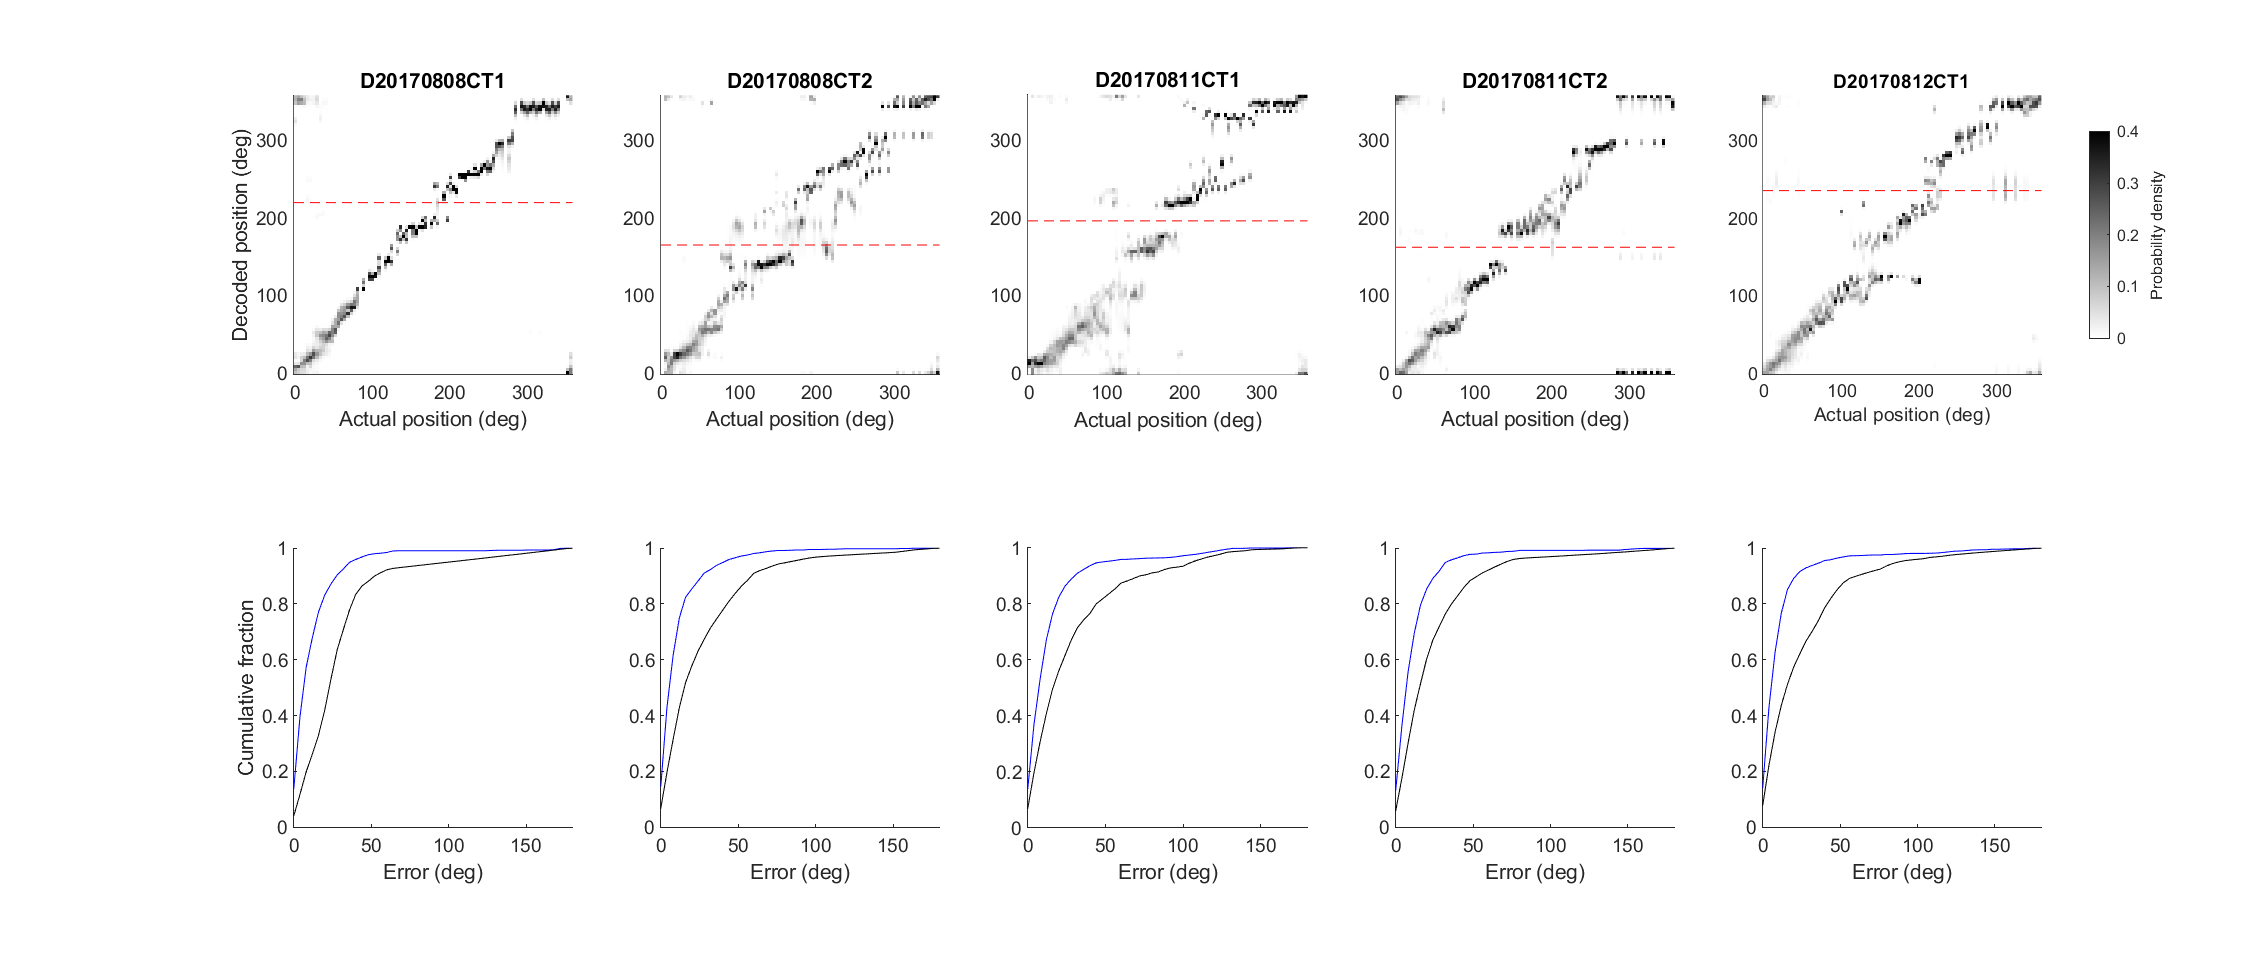 D20170808CT1 D20170808CT2 D20170811CT1 D20170811CT2 D20170812CT1
Decoded position (deg)
300
200
100
0
0 100 200 300
Actual position (deg)
300
200
100
0
0 100 200 300
Actual position (deg)
300
200
100
0
0 100 200 300
Actual position (deg)
300
200
100
0
0 100 200 300
Actual position (deg)
300
200
100
0
0 100 200 300
Actual position (deg)
0.4
0.3
0.2
0.1
0
Probability density
Cumulative fraction
1
0.8
0.6
0.4
0.2
0
0 50 100 150
Error (deg)
1
0.8
0.6
0.4
0.2
0
0 50 100 150
Error (deg)
1
0.8
0.6
0.4
0.2
0
0 50 100 150
Error (deg)
1
0.8
0.6
0.4
0.2
0
0 50 100 150
Error (deg)
1
0.8
0.6
0.4
0.2
0
0 50 100 150
Error (deg)